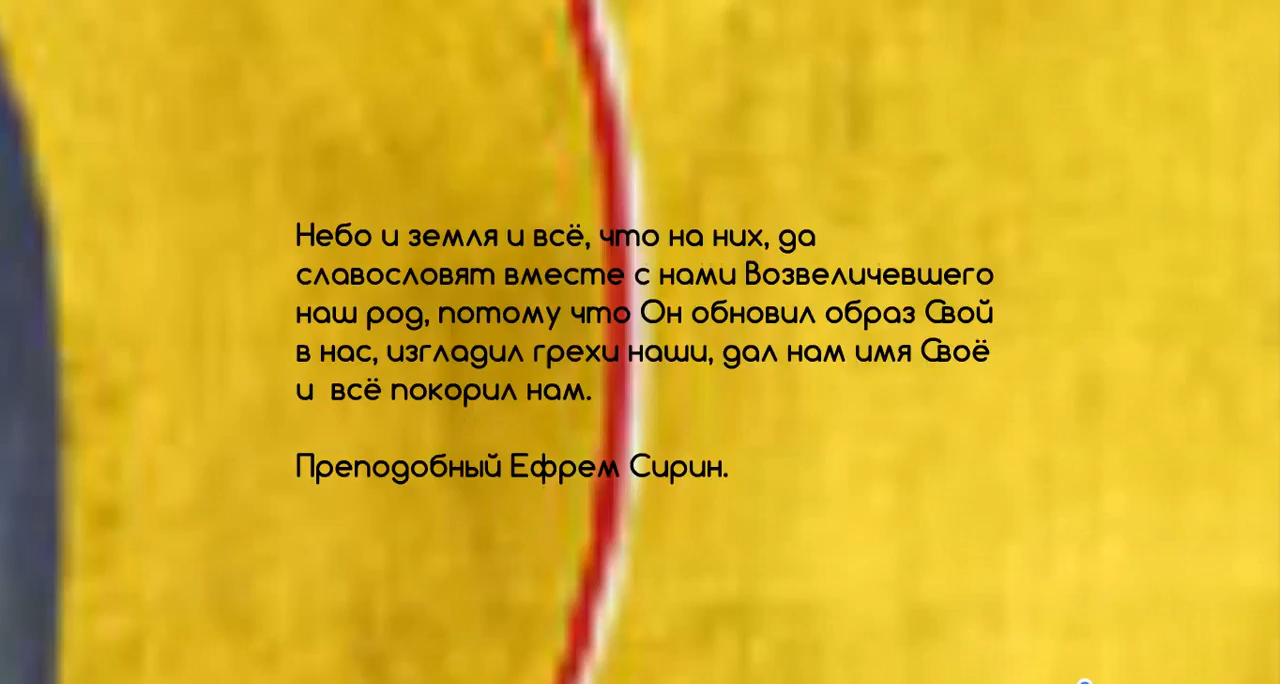 Небо и земля и всё, что на них, да
славословят вместе с нами Возвеличевшего
наш род, потому что Он обновил образ Свой
в нас, изгладил грехи наши, дал нам имя Своё
и  всё покорил нам.
Преподобный Ефрем Сирин.